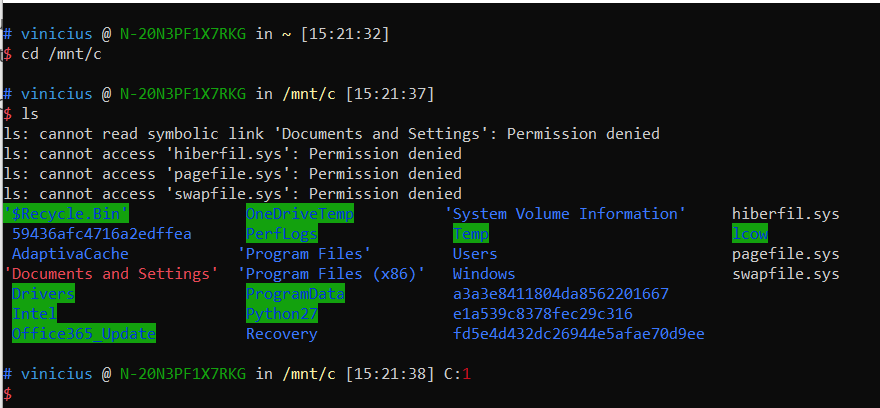 # vinicius @ N-20N3PF1X7RKG in ~ [15:21:32]
$ cd /mnt/c
# vinicius @ N-20N3PF1X7RKG in /mnt/c [15:21:37]
$ ls
ls: cannot read symbolic link 'Documents and Settings': Permission denied
ls: cannot access 'hiberfil.sys': Permission denied
ls: cannot access 'pagefile.sys': Permission denied
ls: cannot access 'swapfile.sys': Permission denied
'$Recycle.Bin' OneDriveTemp 'System Volume Information' hiberfil.sys
59436afc4716a2edffea PerfLogs Temp lcow
AdaptivaCache 'Program Files' Users pagefile.sys
'Documents and Settings' 'Program Files (x86)' Windows swapfile.sys
Drivers ProgramData a3a3e8411804da8562201667
Intel Python27 e1a539c8378fec29c316
Office365_Update Recovery fd5e4d432dc26944e5afae70d9ee
# vinicius @ N-20N3PF1X7RKG in /mnt/c [15:21:38] C:1
$